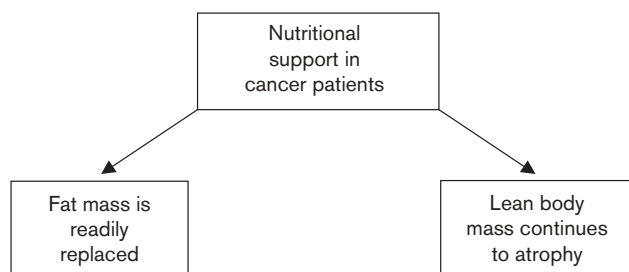 Nutritional
support in
cancer patients
Fat mass is
readily
replaced
Lean body
mass continues
to atrophy